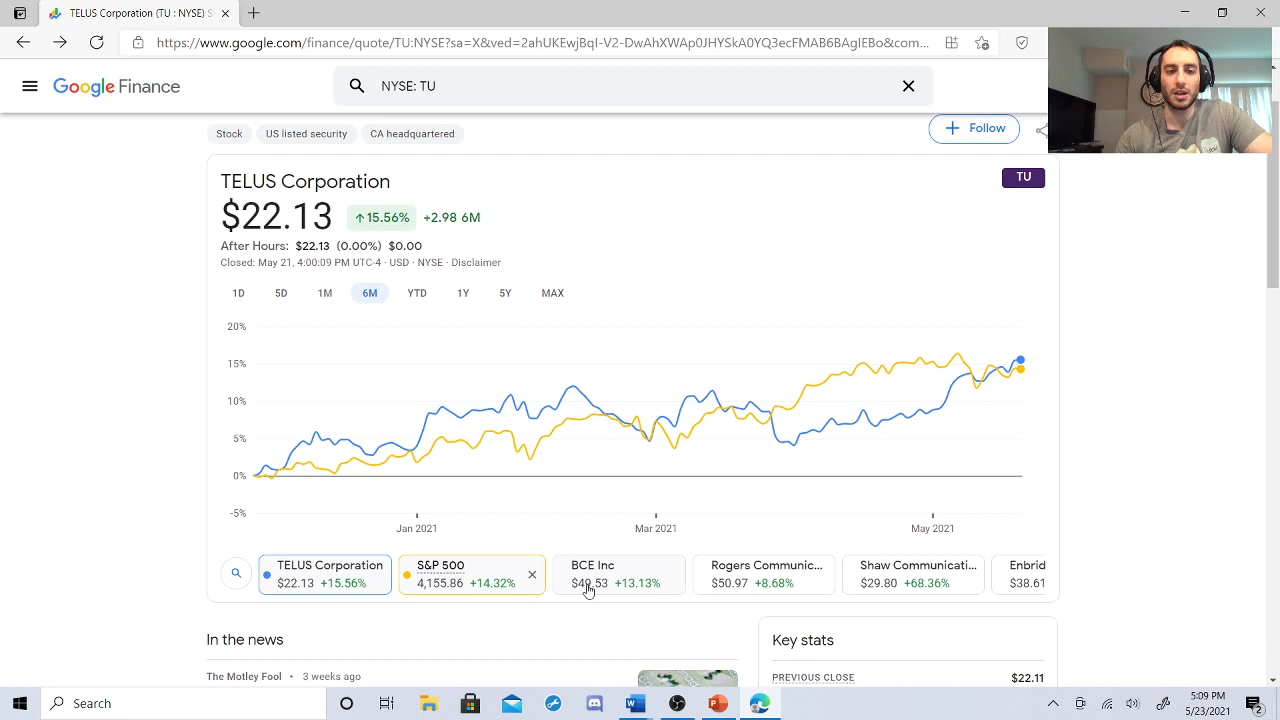 TELUS Corporation (TU : NYSE) S
https://www.google.com/finance/quote/TU:NYSE?sa=X&ved=2ahUKEwjBqI-V2-DwAhXWAp0JHYSkA0YQ3ecFMAB6BAgIEBo&com...
Google Finance
NYSE: TU
Stock
US listed security
CA headquartered
Follow
TELUS Corporation
TU
$22.13 15.56% +2.98 6M
After Hours: $22.13 (0.00%) $0.00
Closed: May 21, 4:00:09 PM UTC-4 · USD · NYSE · Disclaimer
1D 5D 1M 6M YTD 1Y 5Y MAX
20%
15%
10%
5%
0%
-5%
Jan 2021 Mar 2021 May 2021
TELUS Corporation
$22.13 +15.56%
S&P 500
4,155.86 +14.32%
BCE Inc
$49.53 +13.13%
Rogers Communic...
$50.97 +8.68%
Shaw Communicati...
$29.80 +68.36%
Enbrid
$38.61
In the news
The Motley Fool · 3 weeks ago
Key stats
PREVIOUS CLOSE $22.11
Search
5:09 PM
5/23/2021
2